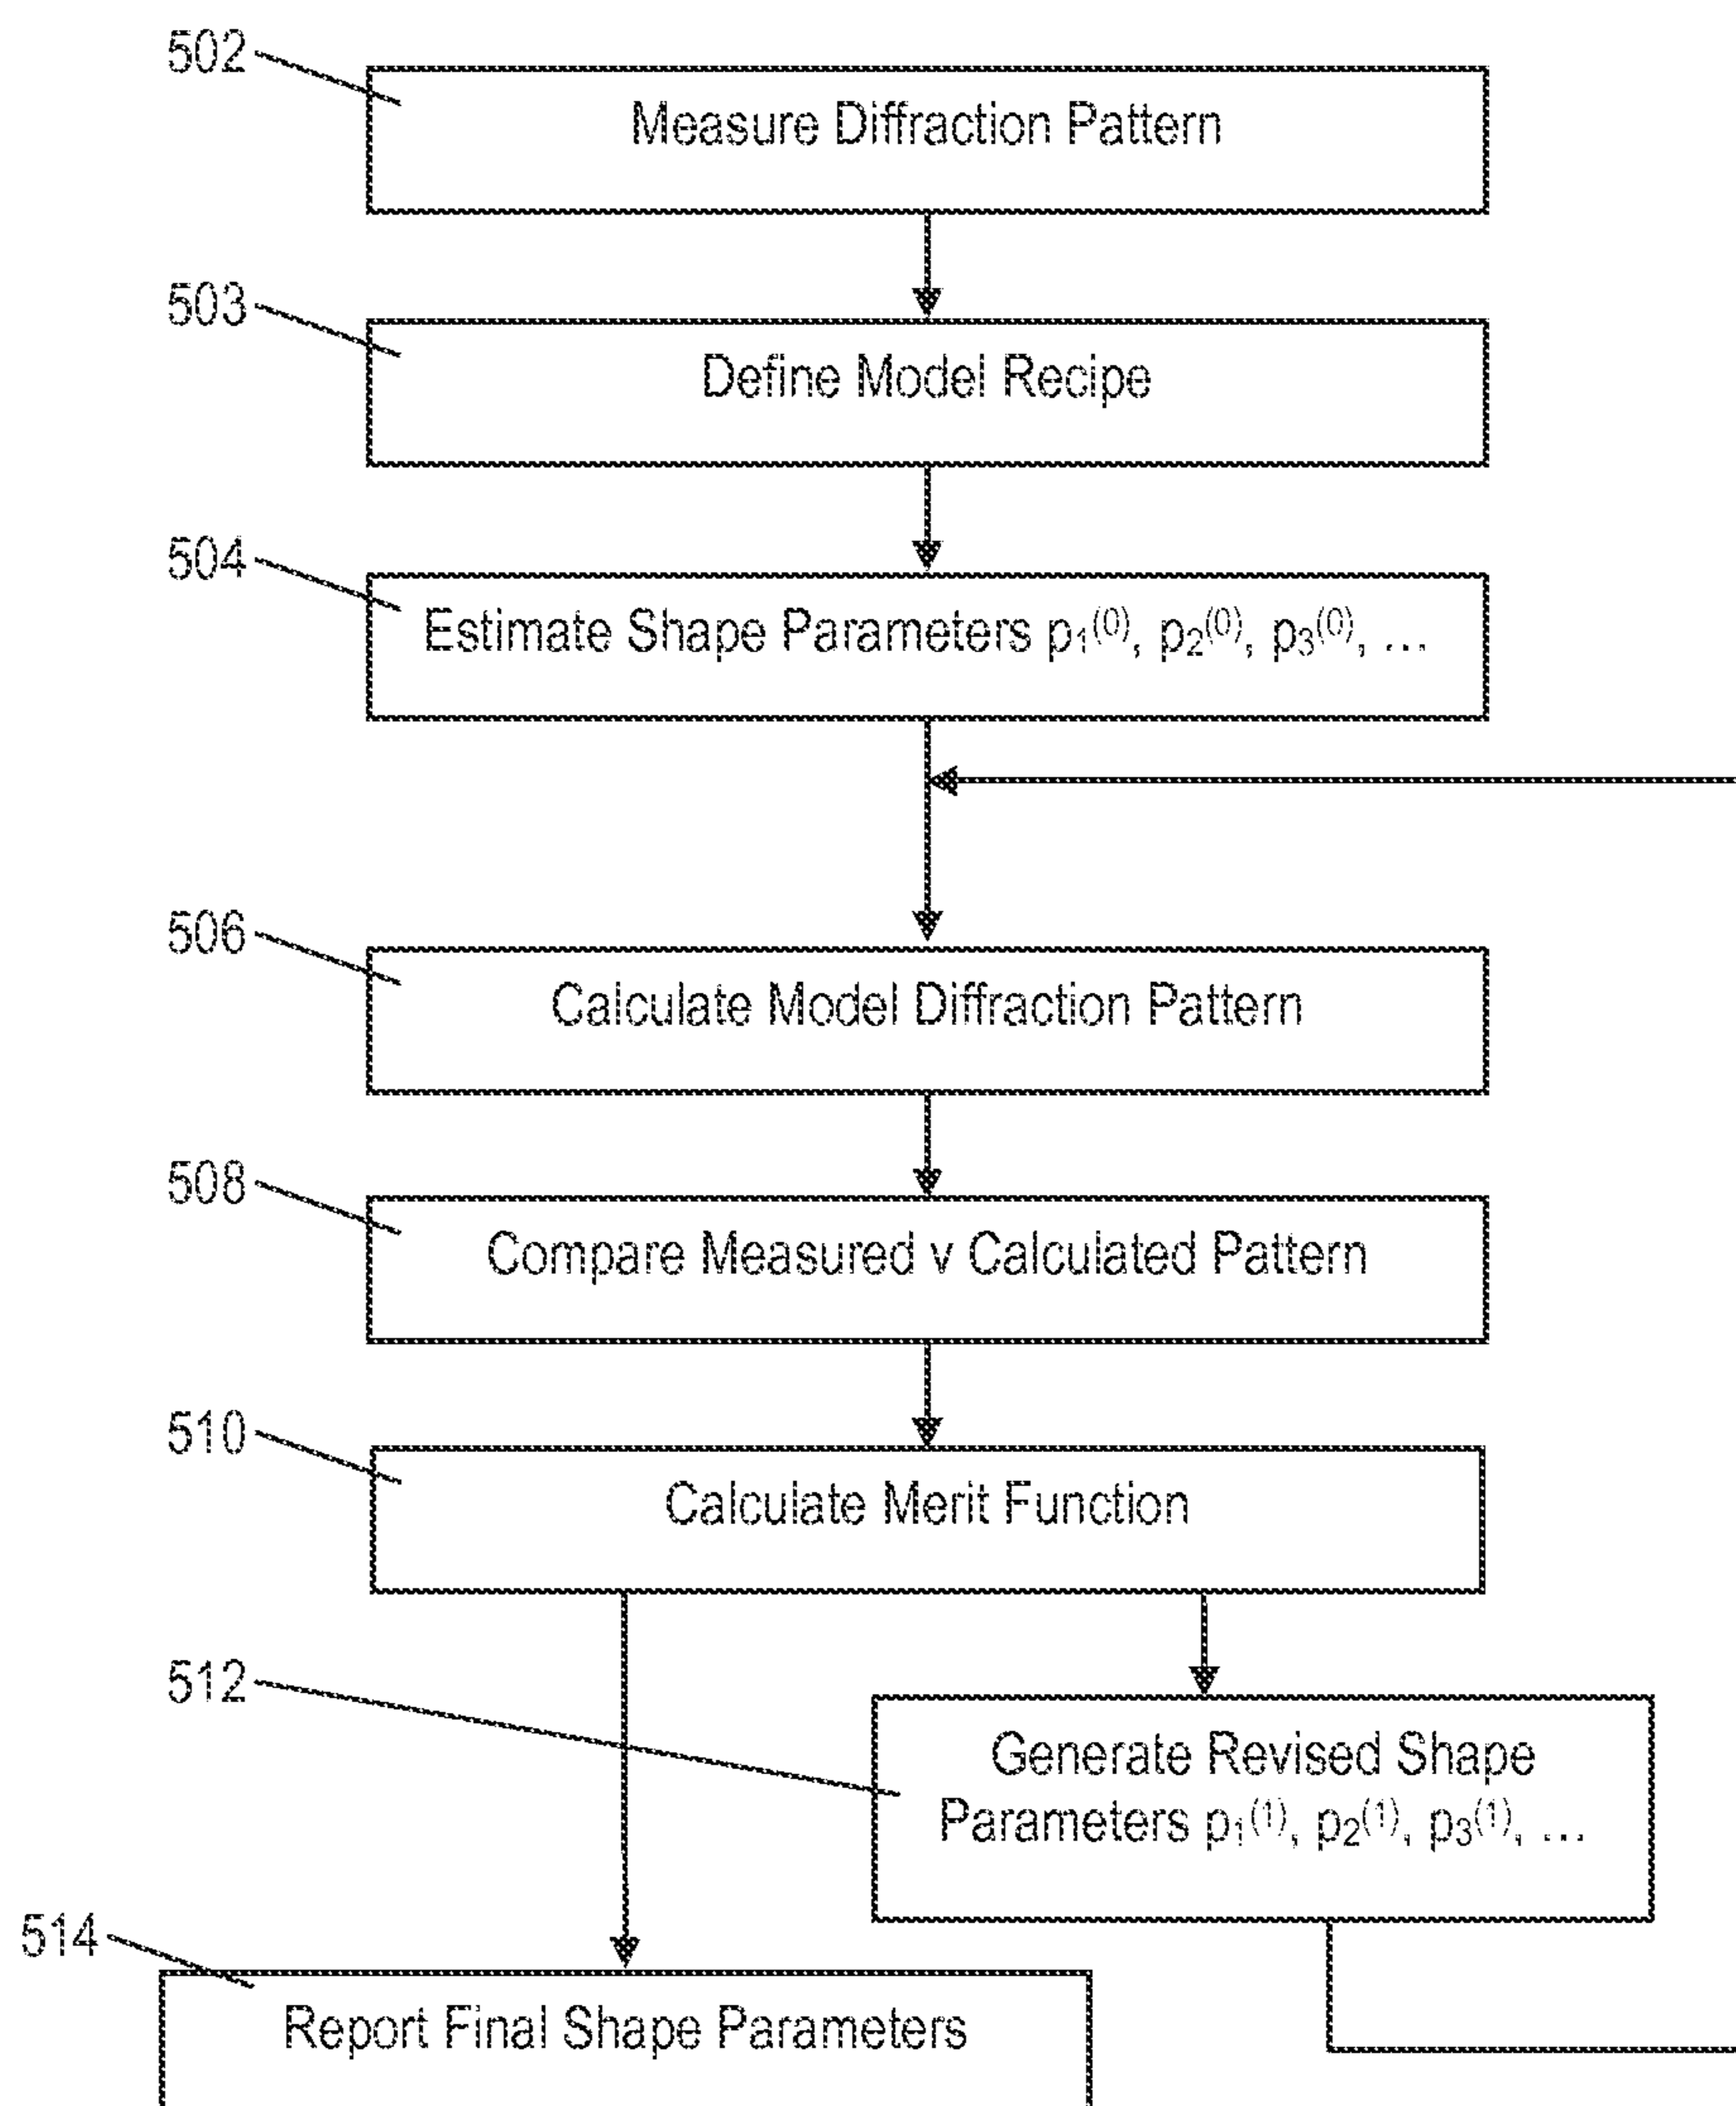 502
Measure Diffraction Pattern
503
Define Model Recipe
504
Estimate Shape Parameters p₁⁽⁰⁾, p₂⁽⁰⁾, p₃⁽⁰⁾, ...
506
Calculate Model Diffraction Pattern
508
Compare Measured v Calculated Pattern
510
Calculate Merit Function
512
Generate Revised Shape
Parameters p₁⁽¹⁾, p₂⁽¹⁾, p₃⁽¹⁾, ...
514
Report Final Shape Parameters